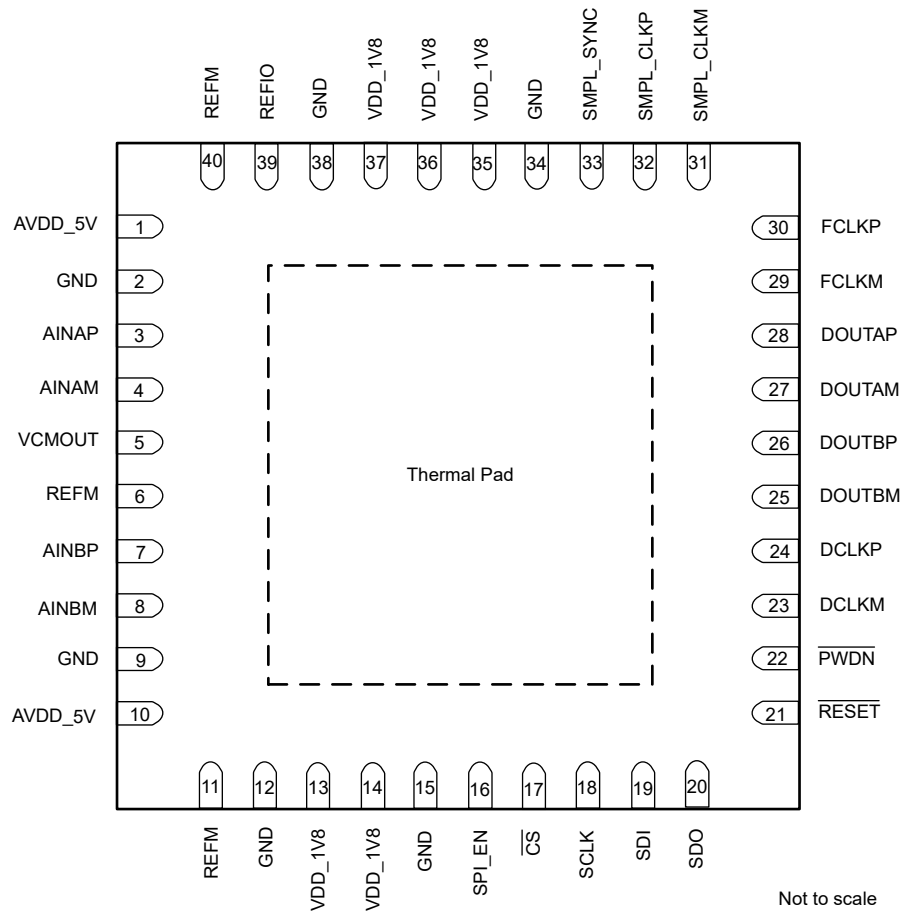 REFM
REFIO
GND
VDD_1V8
VDD_1V8
VDD_1V8
GND
SMPL_SYNC
SMPL_CLKP
SMPL_CLKM
40
39
38
37
36
35
34
33
32
31
AVDD_5V 1
GND 2
AINAP 3
AINAM 4
VCMOUT 5
REFM 6
AINBP 7
AINBM 8
GND 9
AVDD_5V 10
Thermal Pad
30 FCLKP
29 FCLKM
28 DOUTAP
27 DOUTAM
26 DOUTBP
25 DOUTBM
24 DCLKP
23 DCLKM
22 PWDN
21 RESET
11
12
13
14
15
16
17
18
19
20
REFM
GND
VDD_1V8
VDD_1V8
GND
SPI_EN
CS
SCLK
SDI
SDO
Not to scale